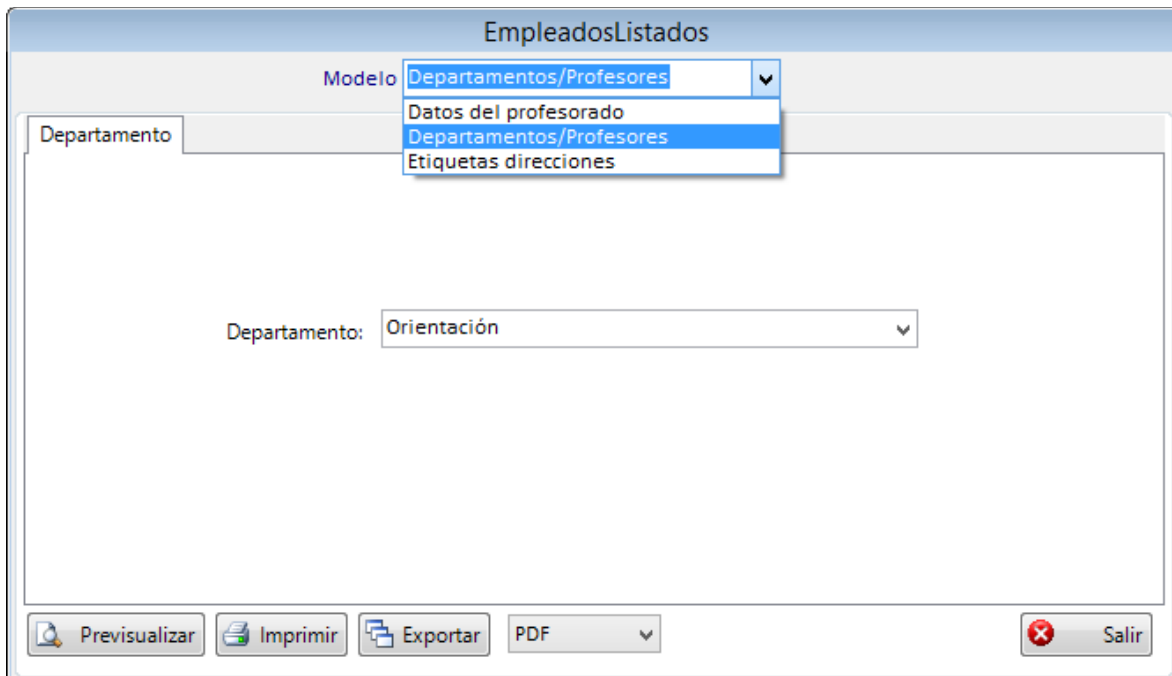 EmpleadosListados
Modelo Departamentos/Profesores
Datos del profesorado
Departamentos/Profesores
Etiquetas direcciones
Departamento
Departamento: Orientación
Previsualizar Imprimir Exportar PDF Salir